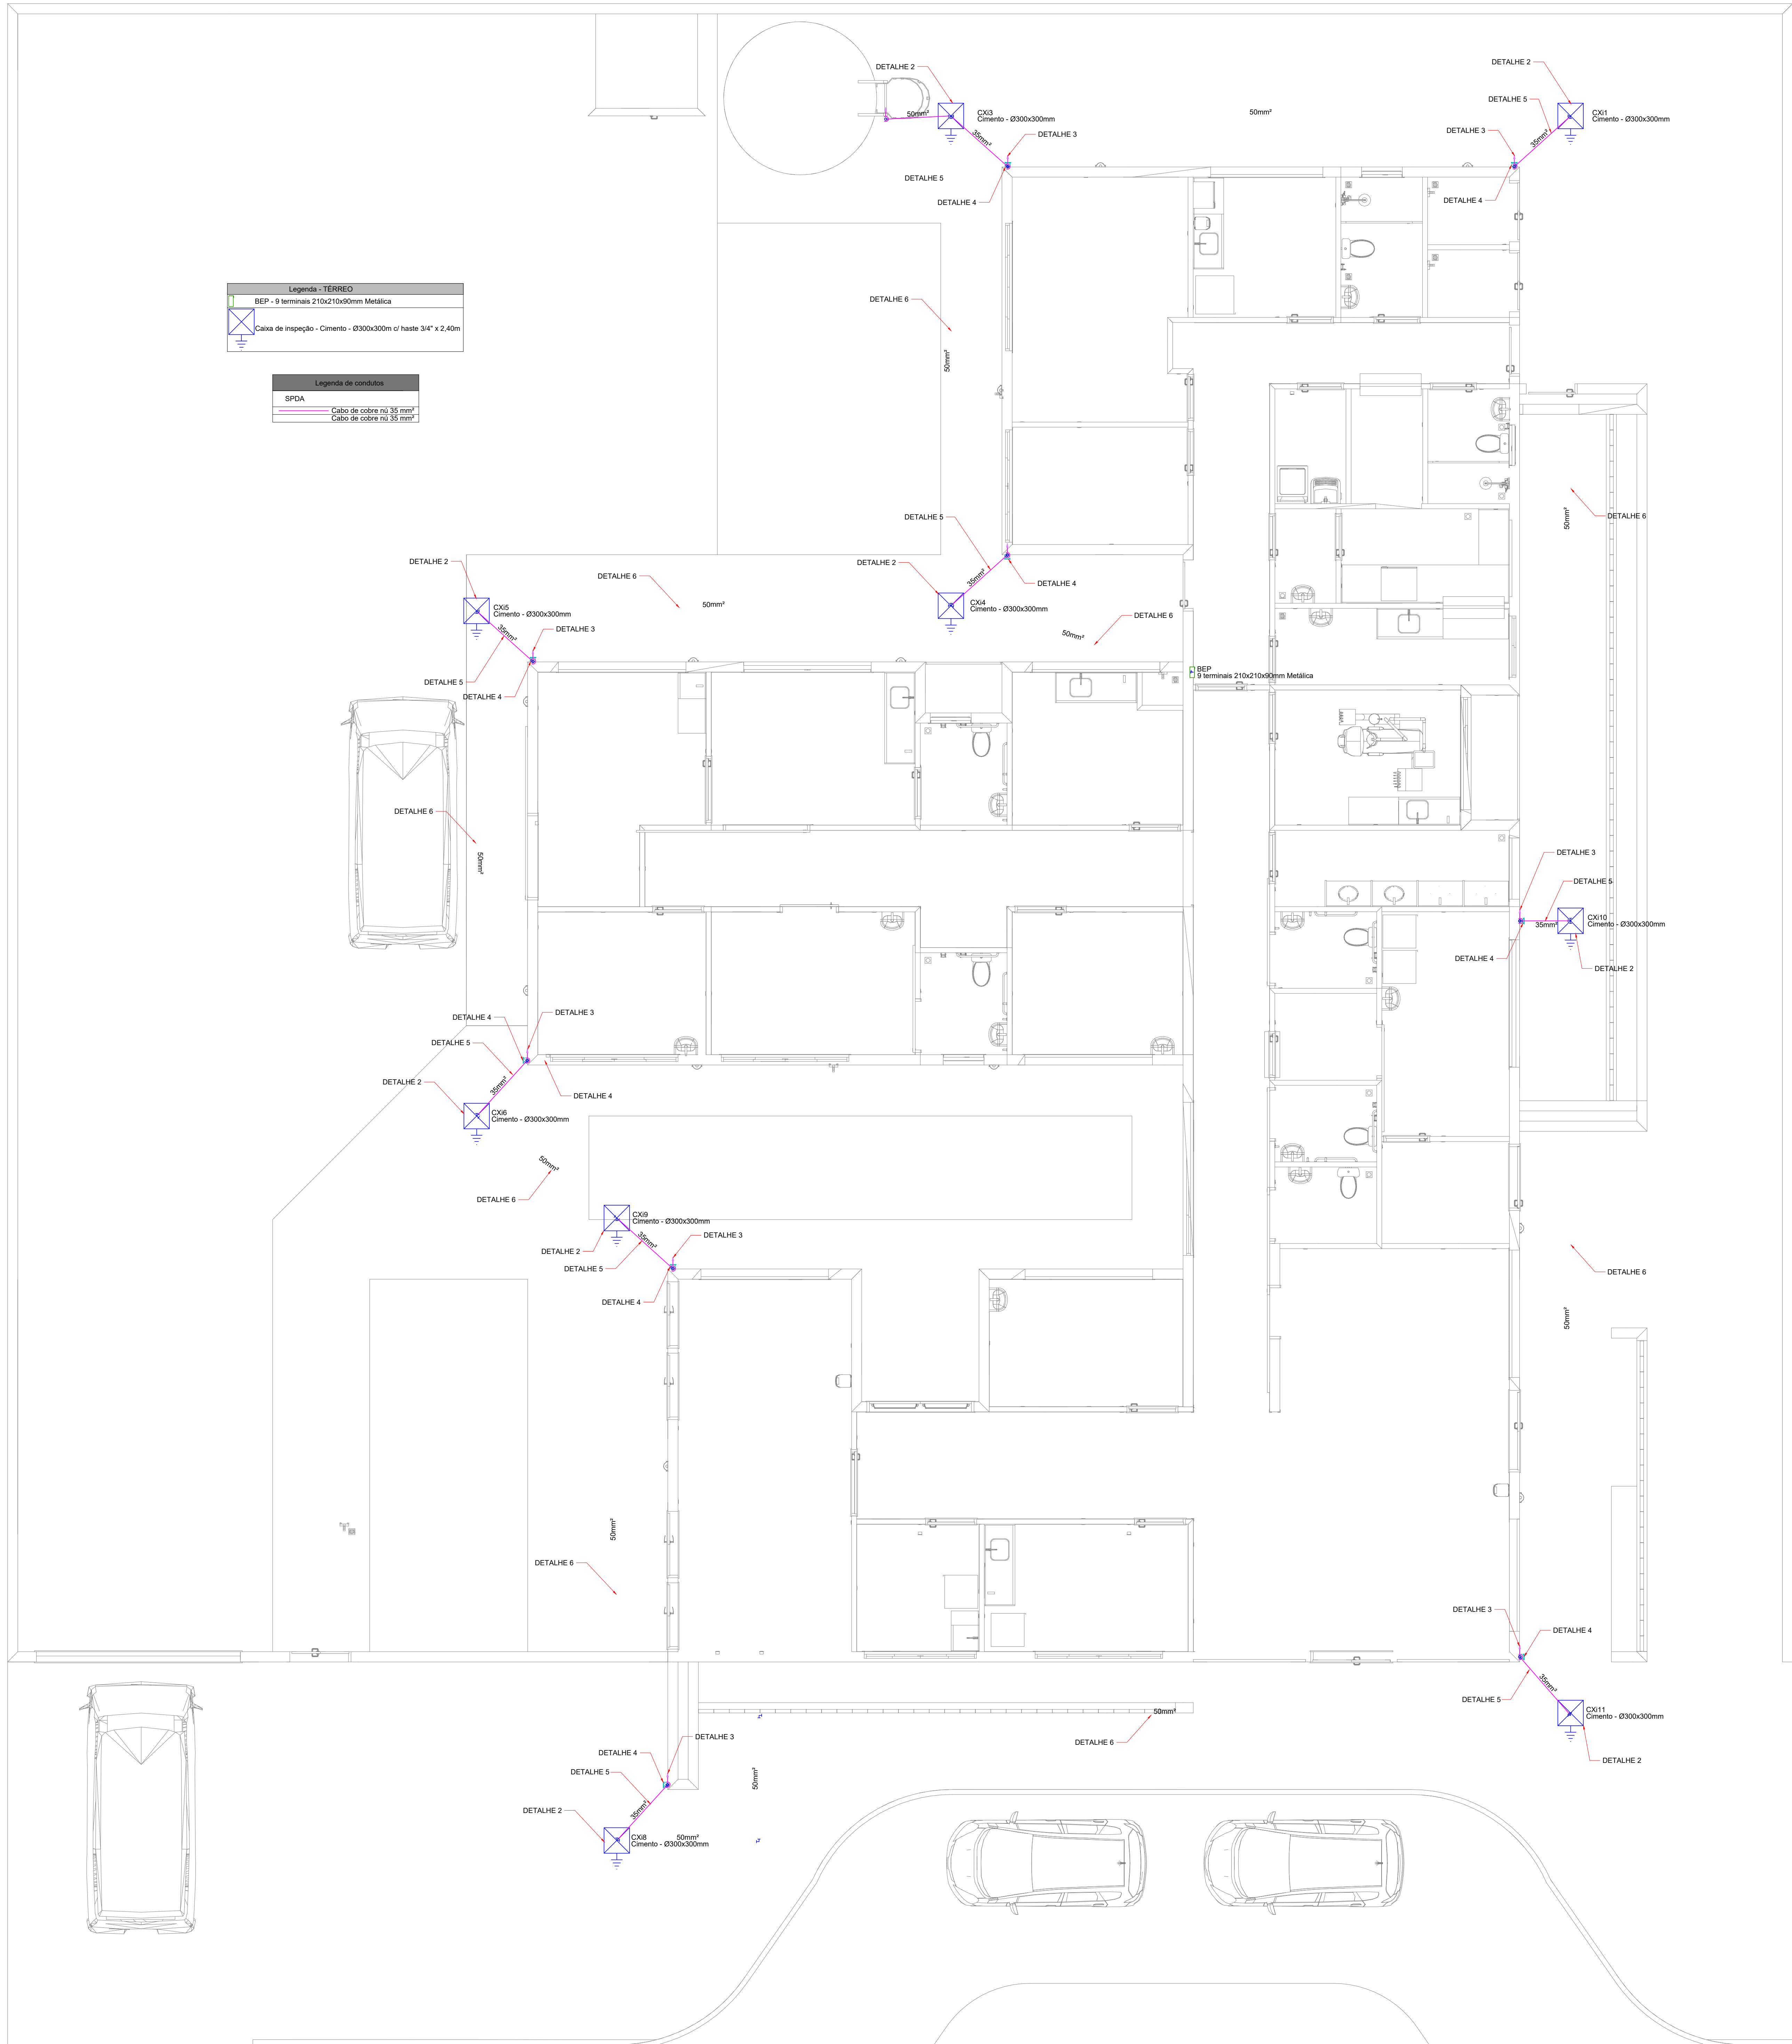 DETALHE 2
DETALHE 2
DETALHE 5
50mm²
CXi3
Cimento - Ø300x300mm
50mm²
CXi1
Cimento - Ø300x300mm
35mm²
DETALHE 3
DETALHE 3
35mm²
DETALHE 5
DETALHE 4
DETALHE 4
Legenda - TÉRREO
BEP - 9 terminais 210x210x90mm Metálica
Caixa de inspeção - Cimento - Ø300x300m c/ haste 3/4" x 2,40m
DETALHE 6
50mm²
Legenda de condutos
SPDA
Cabo de cobre nú 35 mm²
Cabo de cobre nú 35 mm²
DETALHE 5
50mm²
DETALHE 6
DETALHE 2
DETALHE 2
DETALHE 6
35mm²
DETALHE 4
CXi5
Cimento - Ø300x300mm
50mm²
CXi4
Cimento - Ø300x300mm
DETALHE 6
35mm²
DETALHE 3
50mm²
BEP
9 terminais 210x210x90mm Metálica
DETALHE 5
DETALHE 4
DETALHE 6
50mm²
DETALHE 3
DETALHE 5
35mm²
CXi10
Cimento - Ø300x300mm
DETALHE 4
DETALHE 2
DETALHE 4
DETALHE 3
DETALHE 5
DETALHE 2
35mm²
DETALHE 4
CXi6
Cimento - Ø300x300mm
50mm²
DETALHE 6
CXi9
Cimento - Ø300x300mm
35mm²
DETALHE 3
DETALHE 2
DETALHE 5
DETALHE 6
DETALHE 4
50mm²
50mm²
DETALHE 6
DETALHE 3
DETALHE 4
35mm²
DETALHE 5
50mm²
CXi11
Cimento - Ø300x300mm
DETALHE 3
DETALHE 6
DETALHE 4
DETALHE 2
DETALHE 5
50mm²
35mm²
DETALHE 2
CXi8
50mm²
Cimento - Ø300x300mm